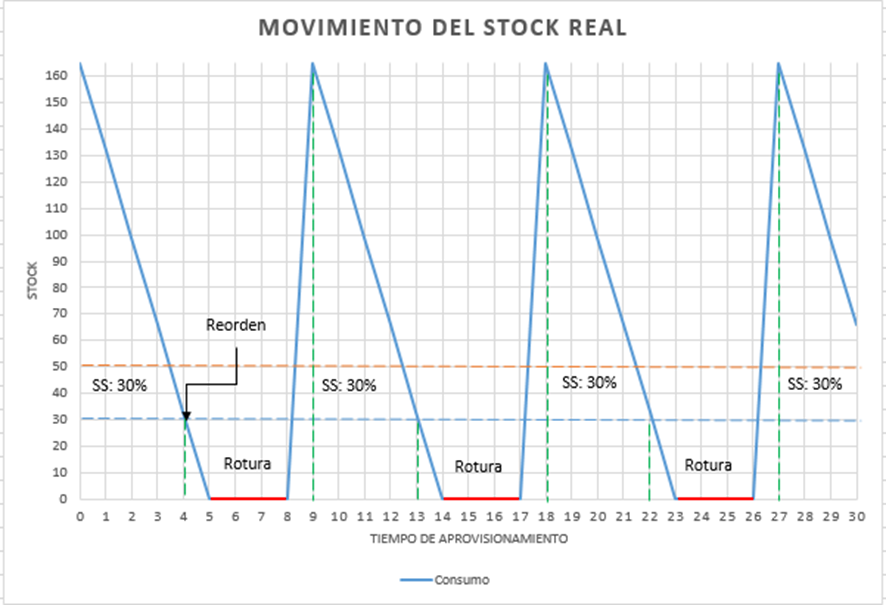 MOVIMIENTO DEL STOCK REAL
160
150
140
130
120
110
100
90
80
70
60
50
40
30
20
10
0
STOCK
Reorden
SS: 30%
SS: 30%
SS: 30%
SS: 30%
Rotura
Rotura
Rotura
0 1 2 3 4 5 6 7 8 9 10 11 12 13 14 15 16 17 18 19 20 21 22 23 24 25 26 27 28 29 30
TIEMPO DE APROVISIONAMIENTO
Consumo